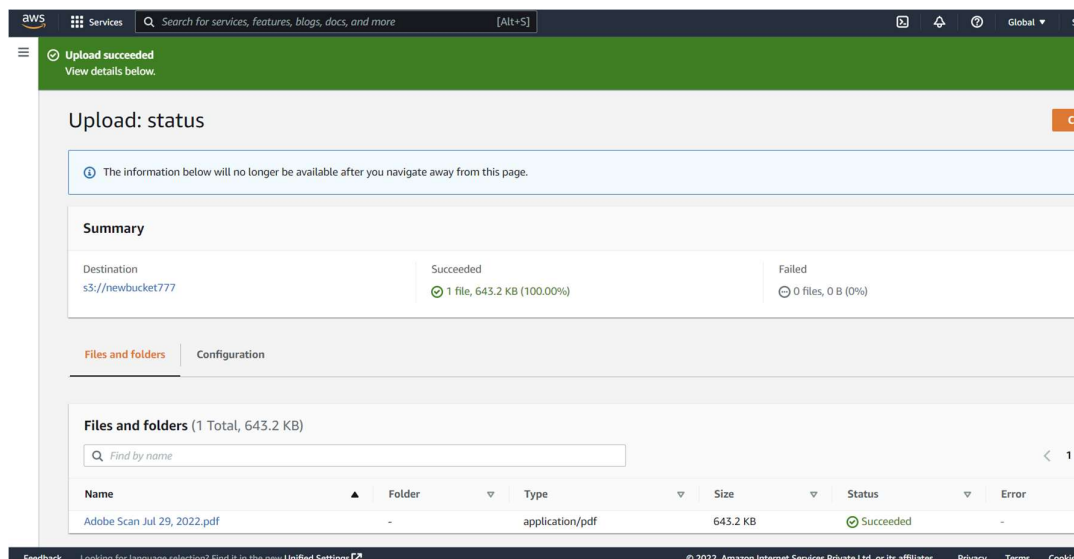 aws Services Search for services, features, blogs, docs, and more [Alt+S] Global
Upload succeeded
View details below.
Upload: status
The information below will no longer be available after you navigate away from this page.
Summary
Destination Succeeded Failed
s3://newbucket777 1 file, 643.2 KB (100.00%) 0 files, 0 B (0%)
Files and folders Configuration
Files and folders (1 Total, 643.2 KB)
Find by name 1
Name Folder Type Size Status Error
Adobe Scan Jul 29, 2022.pdf - application/pdf 643.2 KB Succeeded -
Feedback Looking for language selection? Find it in the new Unified Settings © 2022, Amazon Internet Services Private Ltd. or its affiliates. Privacy Terms